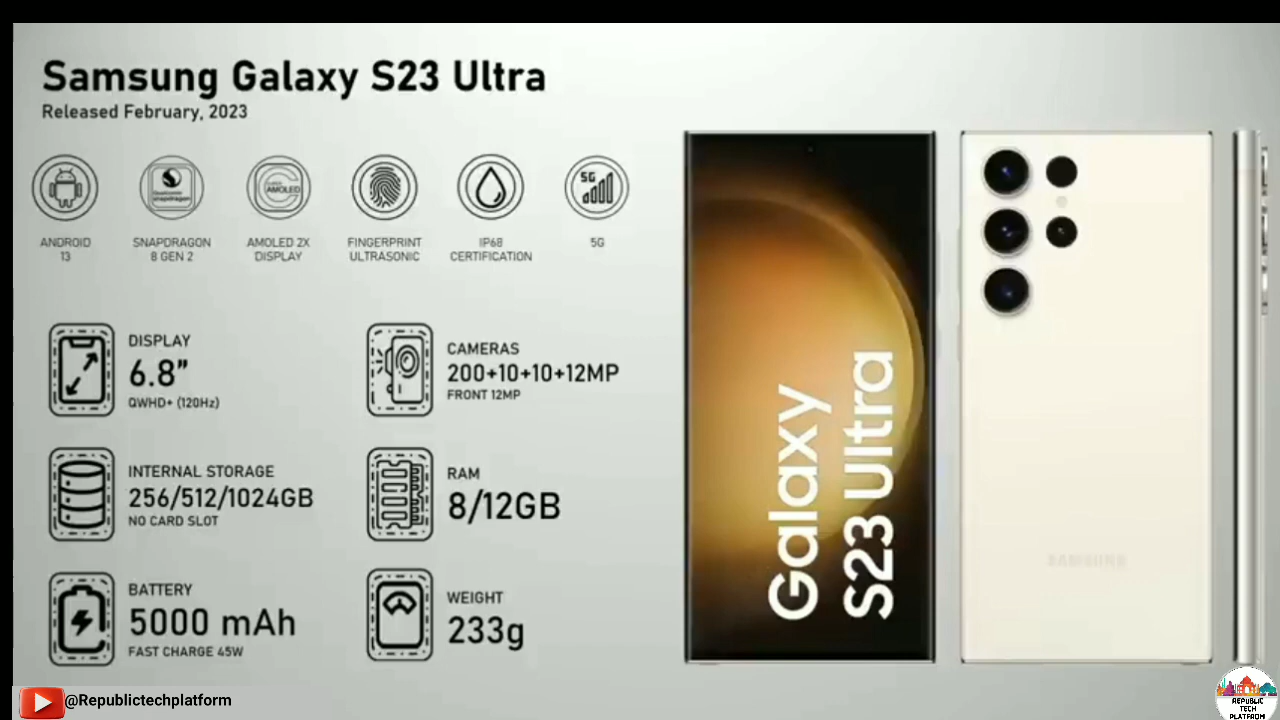 Samsung Galaxy S23 Ultra
Released February, 2023
ANDROID
13
SNAPDRAGON
8 GEN 2
AMOLED 2X
DISPLAY
FINGERPRINT
ULTRASONIC
IP68
CERTIFICATION
5G
5G
Qualcomm
snapdragon
AMOLED
DISPLAY
6.8”
QWHD+ (120Hz)
CAMERAS
200+10+10+12MP
FRONT 12MP
INTERNAL STORAGE
256/512/1024GB
NO CARD SLOT
RAM
8/12GB
BATTERY
5000 mAh
FAST CHARGE 45W
WEIGHT
233g
Galaxy
S23 Ultra
SAMSUNG
@Republictechplatform
REPUBLIC
TECH
PLATFROM